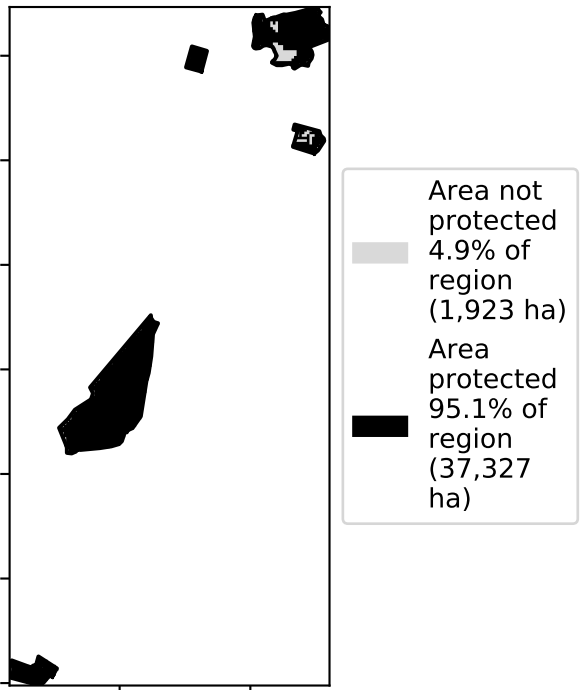 Area not
protected
4.9% of
region
(1,923 ha)
Area
protected
95.1% of
region
(37,327
ha)